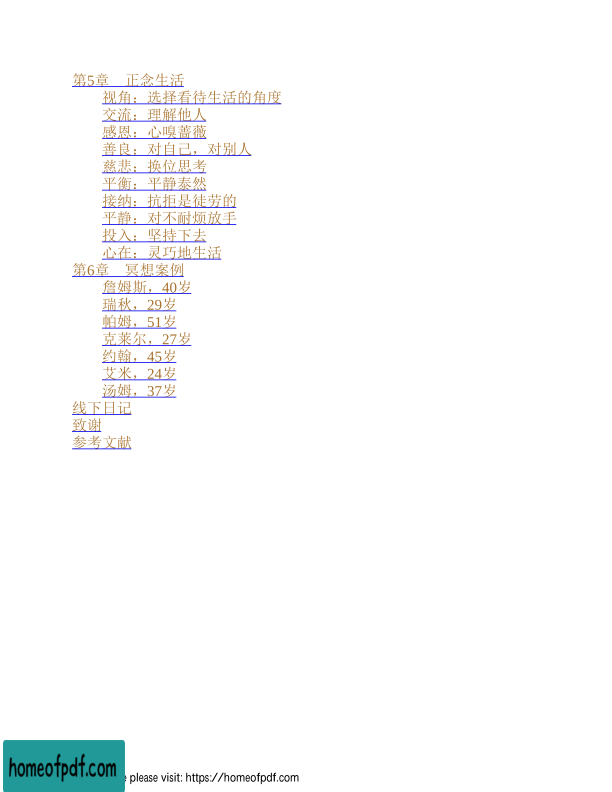 第5章 正念生活
视角：选择看待生活的角度
交流：理解他人
感恩：心嗅蔷薇
善良：对自己，对别人
慈悲：换位思考
平衡：平静泰然
接纳：抗拒是徒劳的
平静：对不耐烦放手
投入：坚持下去
心在：灵巧地生活
第6章 冥想案例
詹姆斯，40岁
瑞秋，29岁
帕姆，51岁
克莱尔，27岁
约翰，45岁
艾米，24岁
汤姆，37岁
线下日记
致谢
参考文献
homeofpdf.com
please visit: https://homeofpdf.com